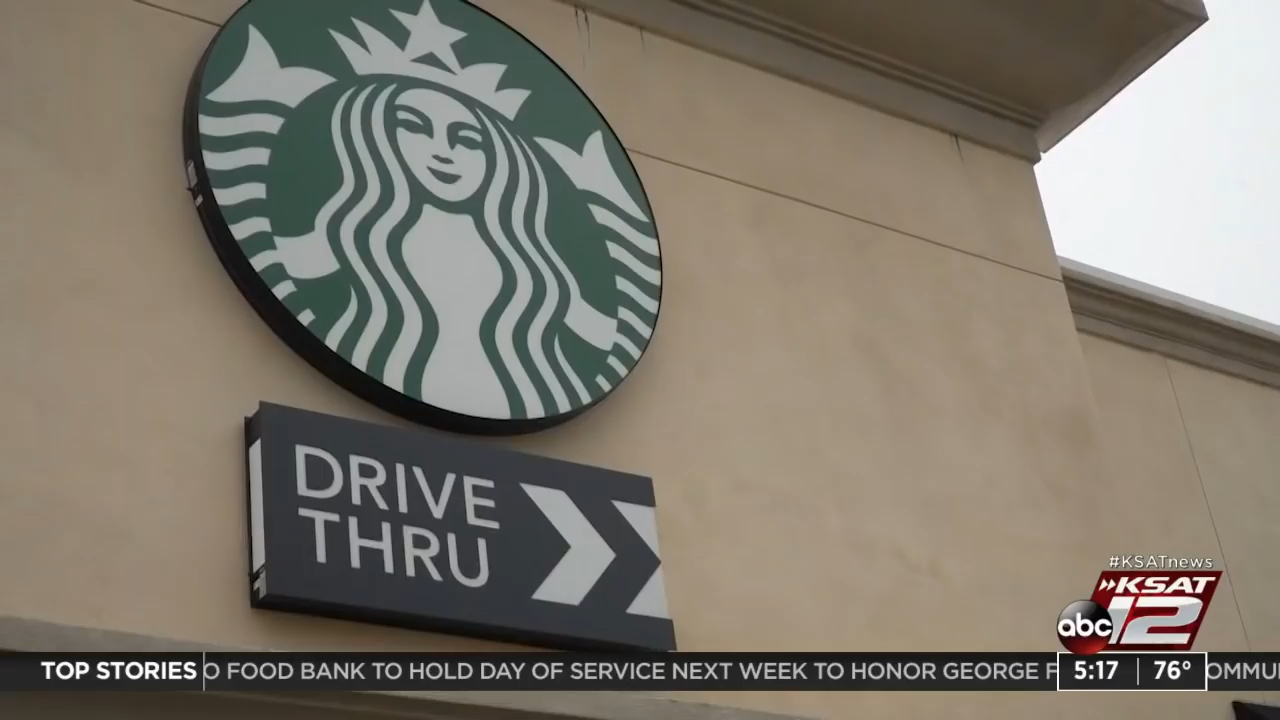 DRIVE
THRU
#KSATnews
KSAT
abc 12
TOP STORIES
O FOOD BANK TO HOLD DAY OF SERVICE NEXT WEEK TO HONOR GEORGE F
5:17 76°
OMMU